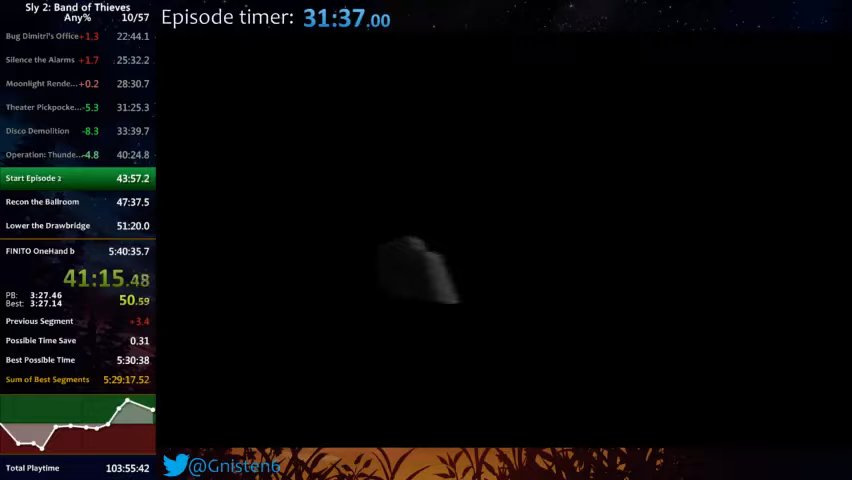 Sly 2: Band of Thieves
Any% 10/57
Episode timer: 31:37.00
Bug Dimitri's Office +1.3 22:44.1
Silence the Alarms +1.7 25:32.2
Moonlight Rende... +0.2 28:30.7
Theater Pickpocke... -5.3 31:25.3
Disco Demolition -8.3 33:39.7
Operation: Thunde... -4.8 40:24.8
Start Episode 2 43:57.2
Recon the Ballroom 47:37.5
Lower the Drawbridge 51:20.0
FINITO OneHand b 5:40:35.7
41:15.48
PB: 3:27.46
Best: 3:27.14
50.59
Previous Segment +3.4
Possible Time Save 0.31
Best Possible Time 5:30:38
Sum of Best Segments 5:29:17.52
Total Playtime 103:55:42
@Gnisten6